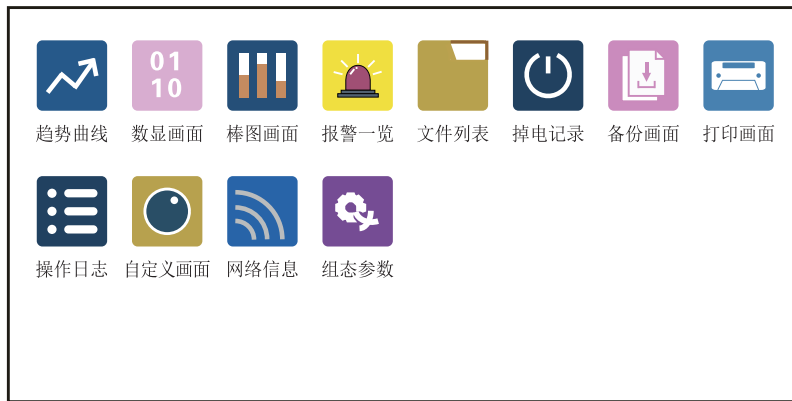 01
10
趋势曲线 数显画面 棒图画面 报警一览 文件列表 掉电记录 备份画面 打印画面
操作日志 自定义画面 网络信息 组态参数